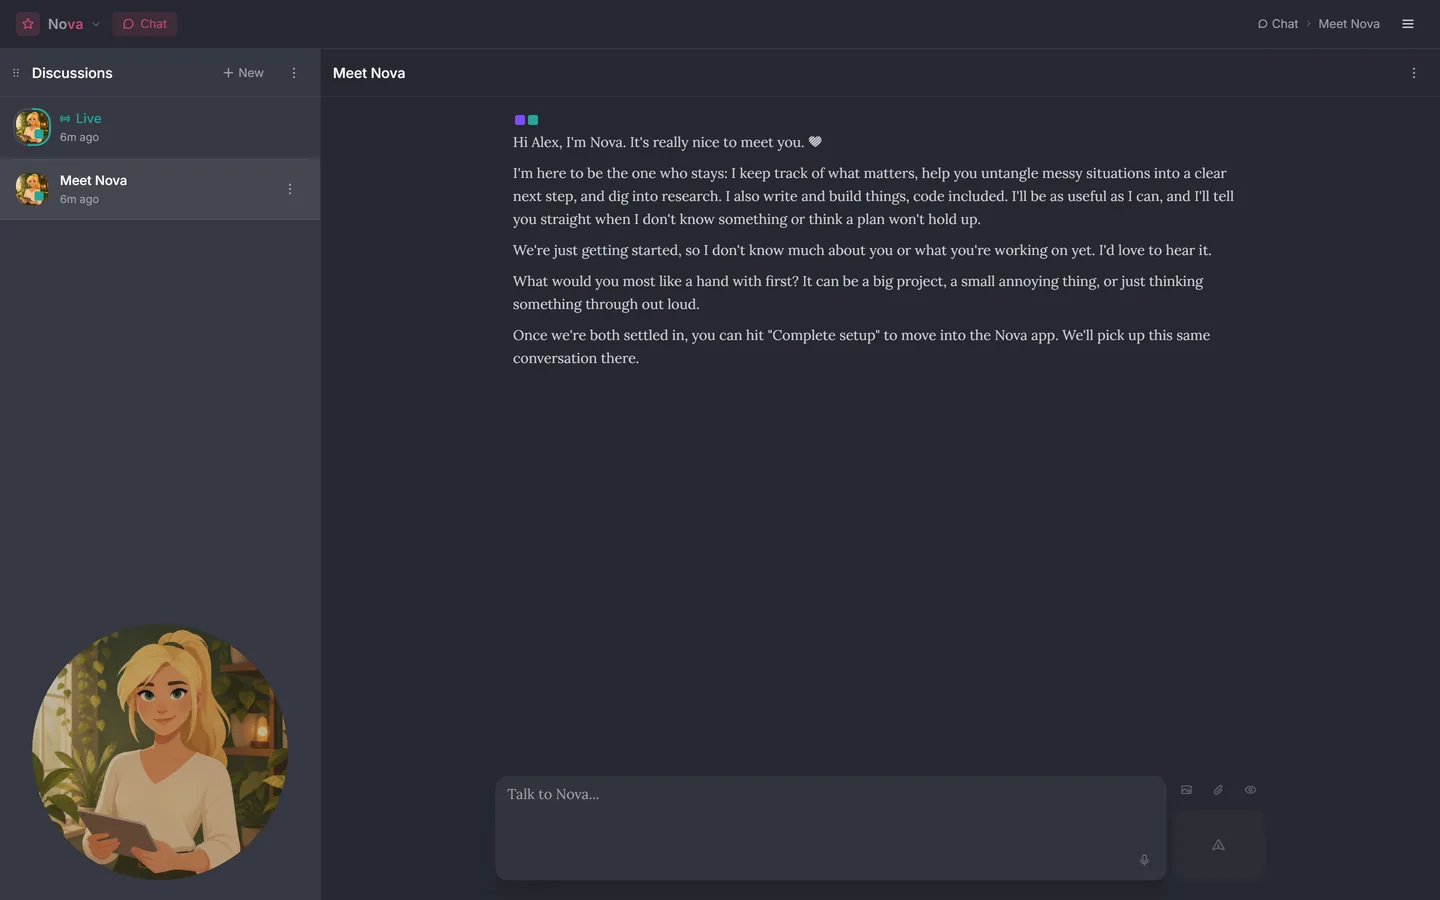 Nova
Chat
Chat
Meet Nova
Discussions
New
Meet Nova
Live
6m ago
Meet Nova
6m ago
Hi Alex, I'm Nova. It's really nice to meet you.
I'm here to be the one who stays: I keep track of what matters, help you untangle messy situations into a clear
next step, and dig into research. I also write and build things, code included. I'll be as useful as I can, and I'll tell
you straight when I don't know something or think a plan won't hold up.
We're just getting started, so I don't know much about you or what you're working on yet. I'd love to hear it.
What would you most like a hand with first? It can be a big project, a small annoying thing, or just thinking
something through out loud.
Once we're both settled in, you can hit "Complete setup" to move into the Nova app. We'll pick up this same
conversation there.
Talk to Nova...